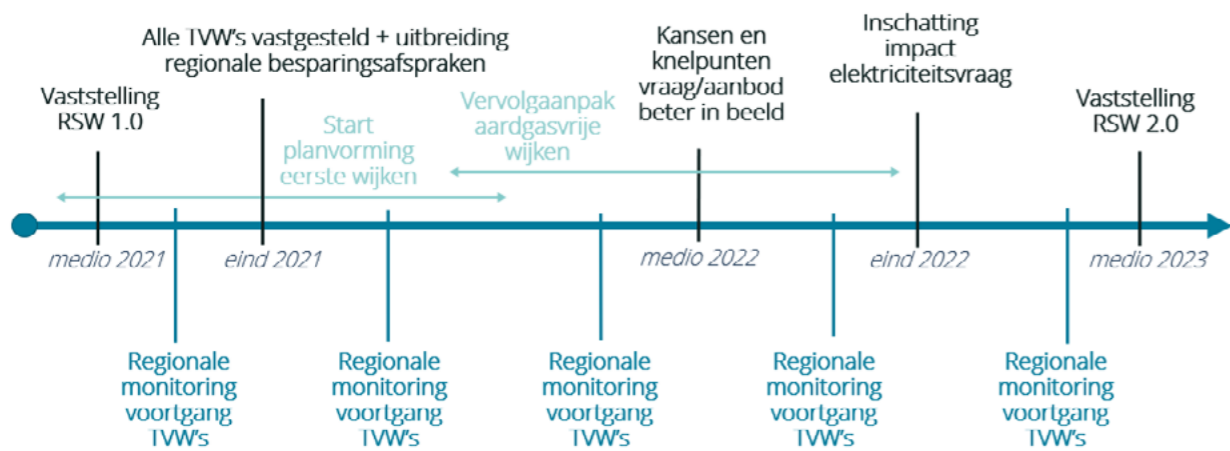 Vaststelling
RSW 1.0
Alle TVW's vastgesteld + uitbreiding
regionale besparingsafspraken
Start
planvorming
eerste wijken
Vervolgaanpak
aardgasvrije
wijken
Kansen en
knelpunten
vraag/aanbod
beter in beeld
Inschatting
impact
elektriciteitsvraag
Vaststelling
RSW 2.0
medio 2021
eind 2021
medio 2022
eind 2022
medio 2023
Regionale
monitoring
voortgang
TVW's
Regionale
monitoring
voortgang
TVW's
Regionale
monitoring
voortgang
TVW's
Regionale
monitoring
voortgang
TVW's
Regionale
monitoring
voortgang
TVW's